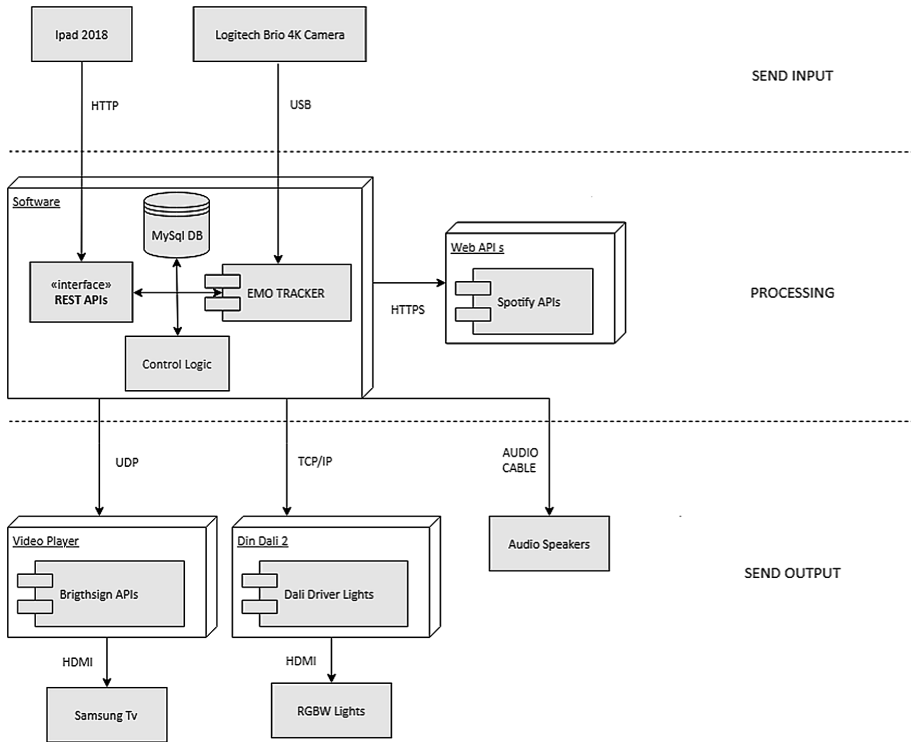 Ipad 2018
Logitech Brio 4K Camera
SEND INPUT
HTTP
USB
Software
MySql DB
Web API s
«interface»
REST APIs
EMO TRACKER
Spotify APIs
PROCESSING
HTTPS
Control Logic
UDP
TCP/IP
AUDIO
CABLE
Video Player
Din Dali 2
Audio Speakers
SEND OUTPUT
Brigthsign APIs
Dali Driver Lights
HDMI
HDMI
Samsung Tv
RGBW Lights